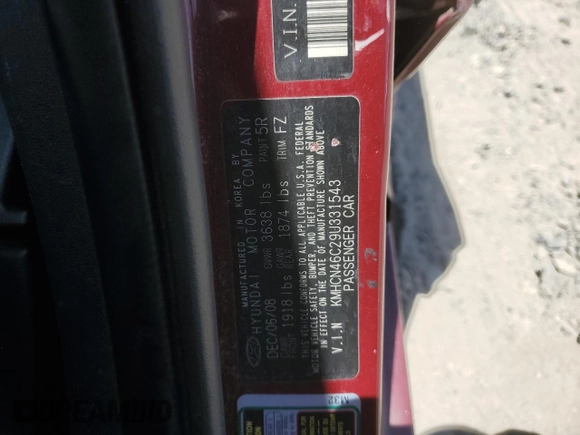 V.I.N.
MANUFACTURED IN KOREA BY
HYUNDAI MOTOR COMPANY
DEC/06/08 GVWR 3638 lbs PAINT 5R
GAWR FRONT 1918 lbs GAWR REAR 1874 lbs TRIM FZ
THIS VEHICLE CONFORMS TO ALL APPLICABLE U.S.A. FEDERAL
MOTOR VEHICLE SAFETY, BUMPER, AND THEFT PREVENTION STANDARDS
IN EFFECT ON THE DATE OF MANUFACTURE SHOWN ABOVE
V.I.N KMHCN46C29U331543
PASSENGER CAR
M32